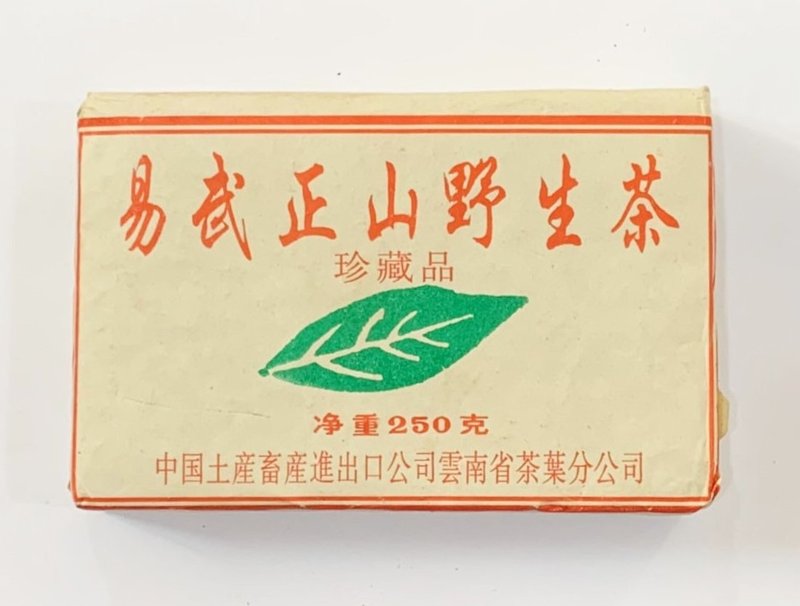 易武正山野生茶
珍藏品
净重250克
中国土産畜産進出口公司雲南省茶葉分公司